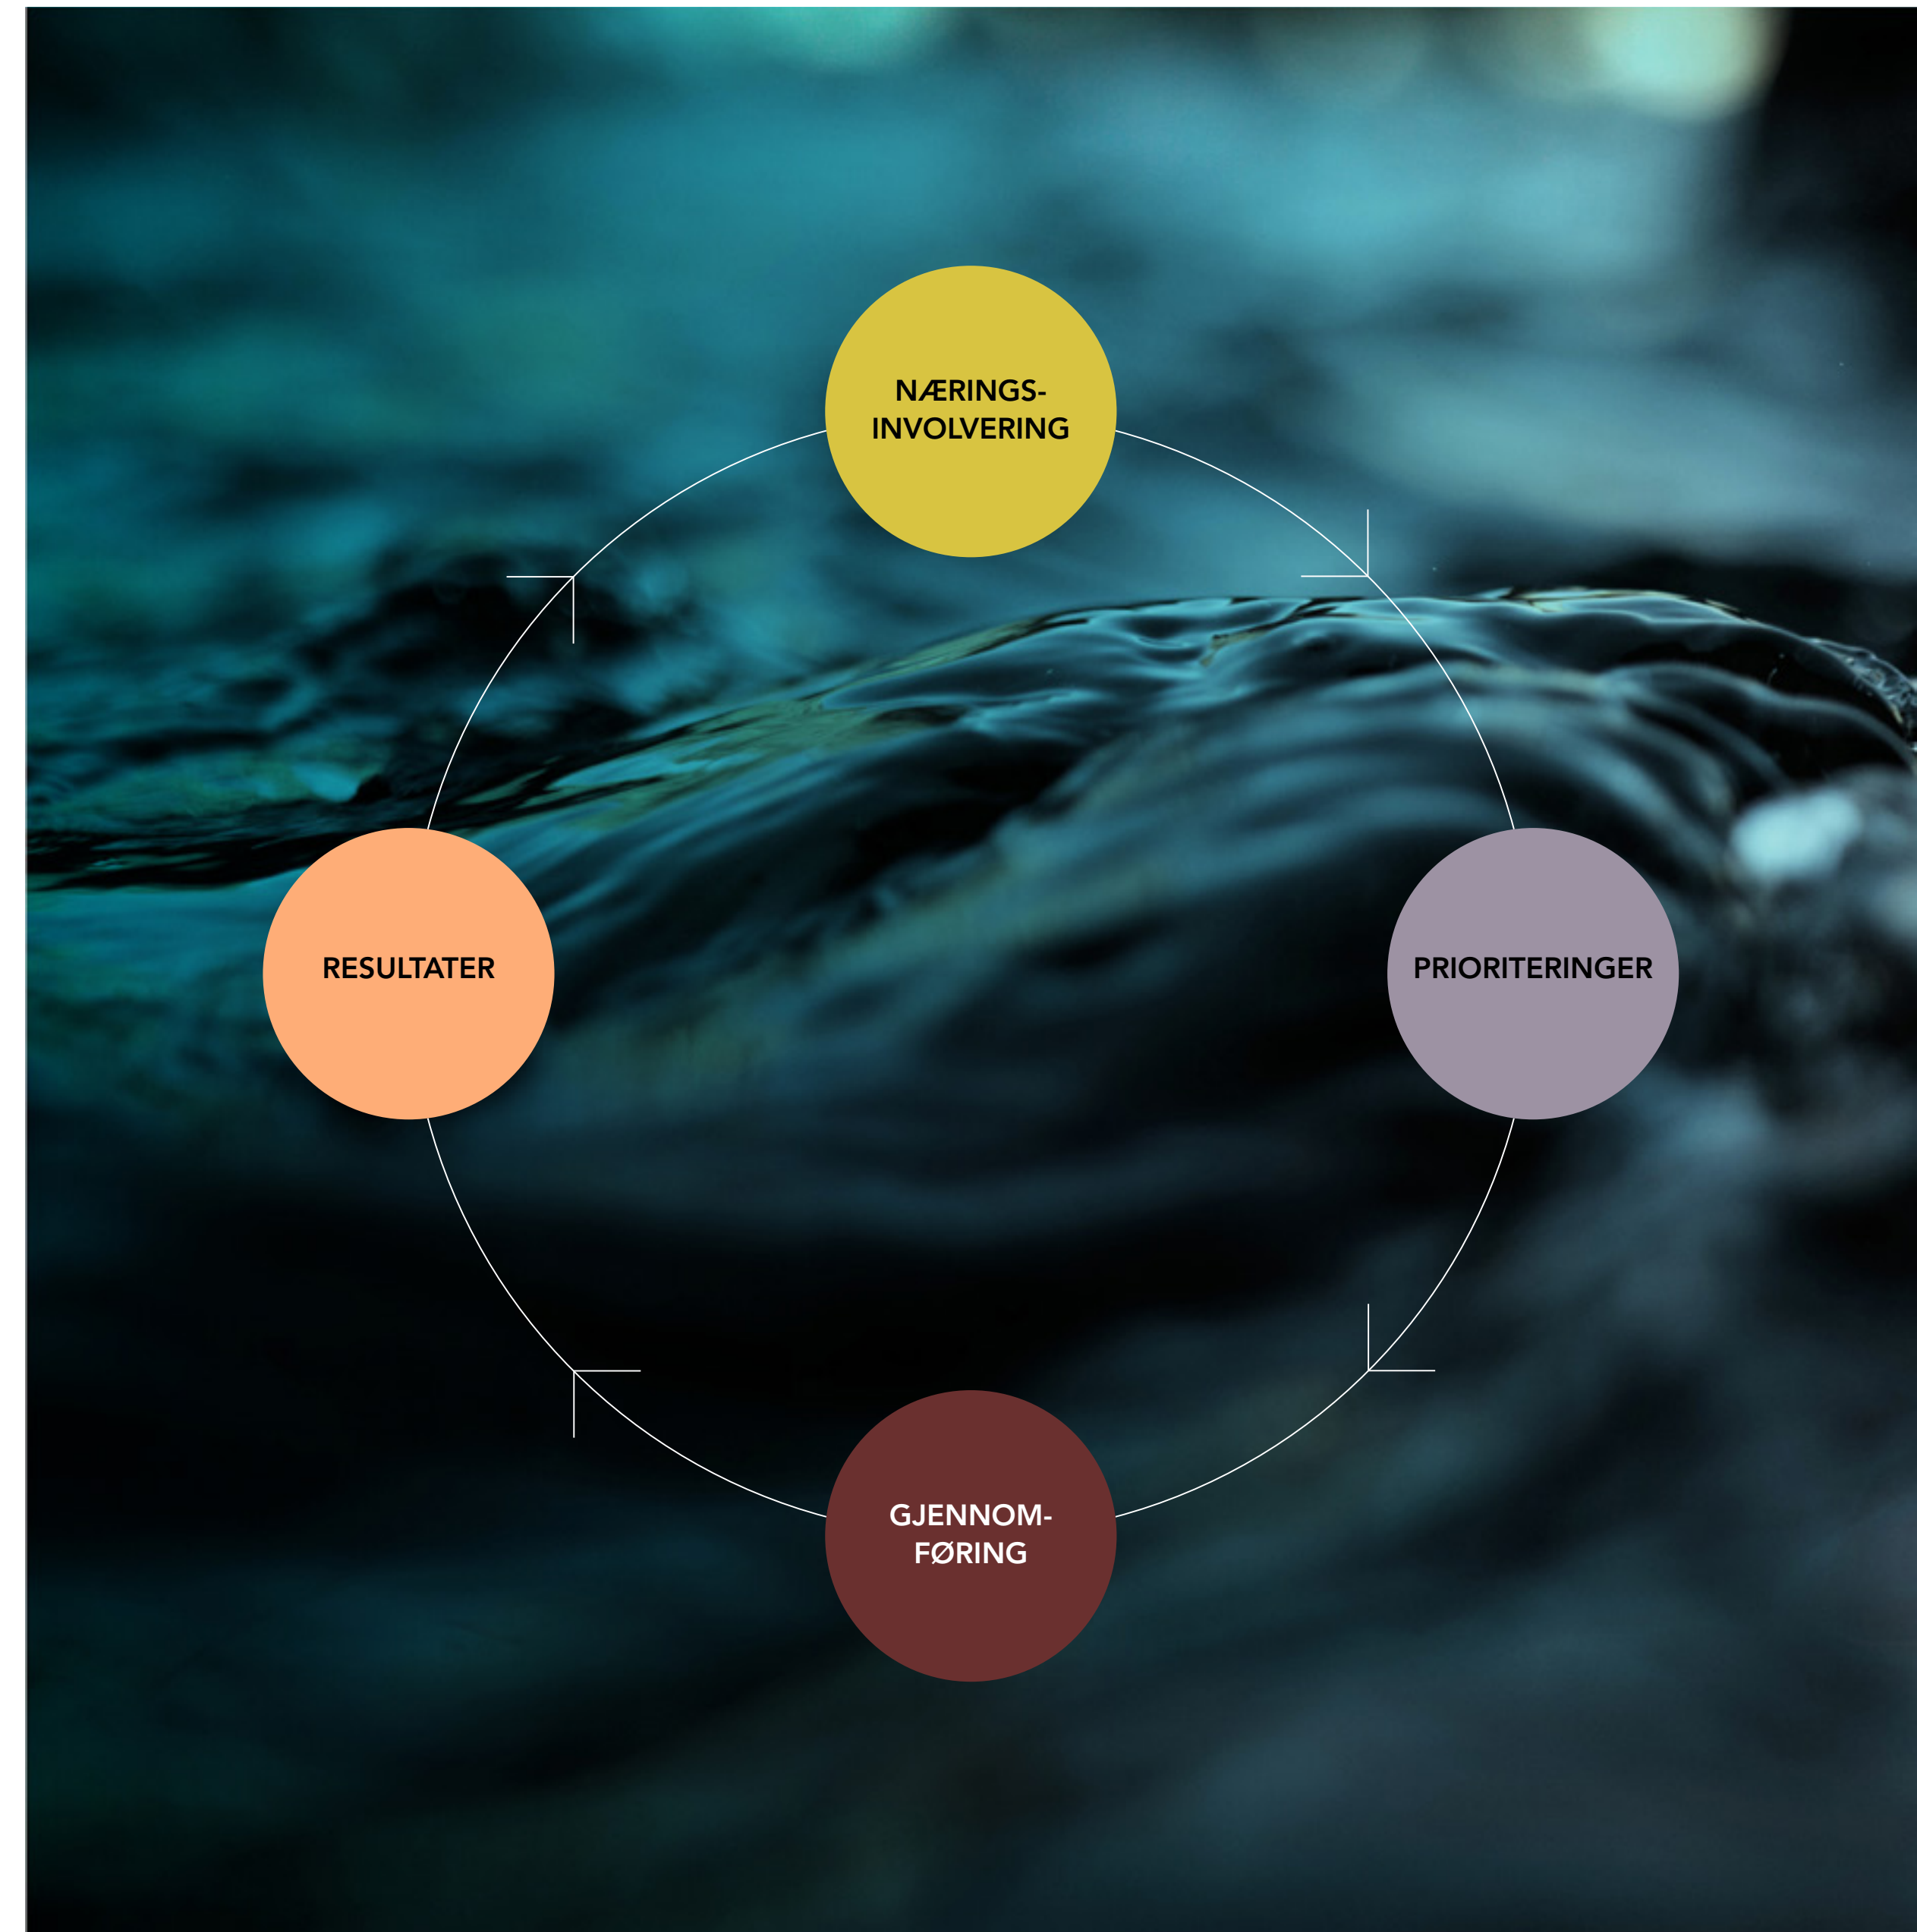 NÆRINGS-
INVOLVERING
RESULTATER
PRIORITERINGER
GJENNOM-
FØRING